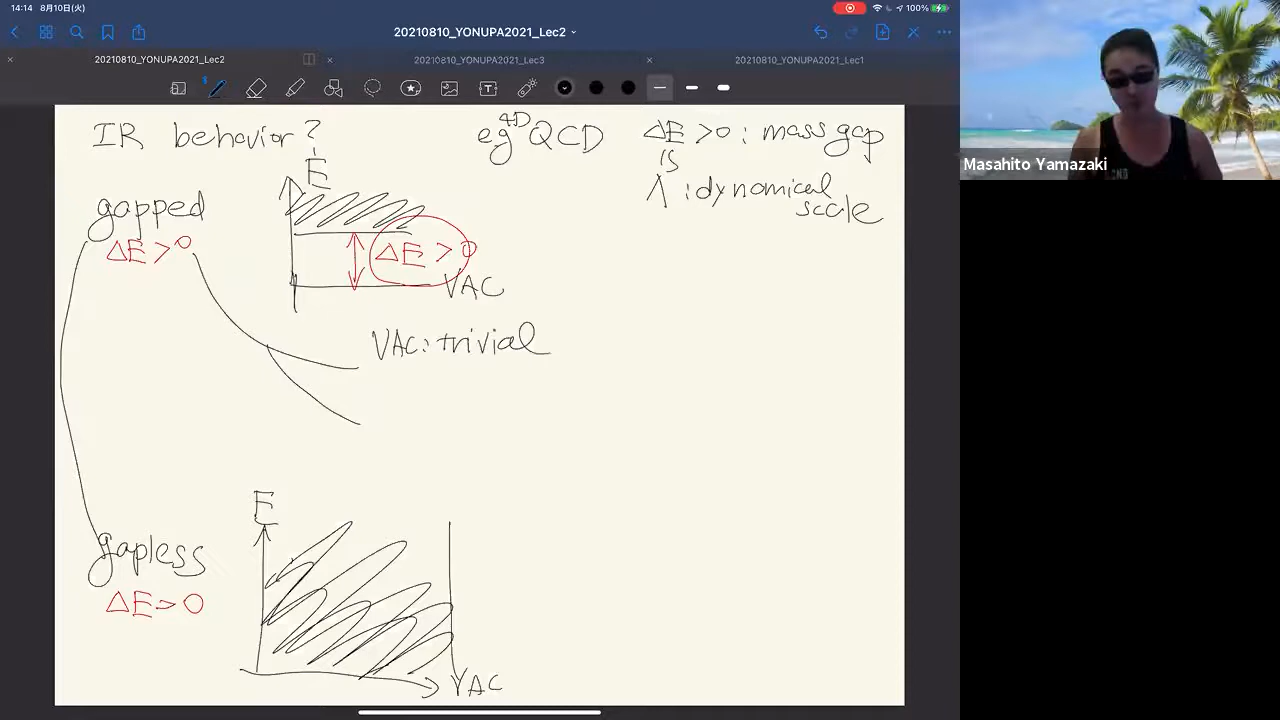 14:14 8月10日(火)
100%
20210810_YONUPA2021_Lec2
20210810_YONUPA2021_Lec2
20210810_YONUPA2021_Lec3
20210810_YONUPA2021_Lec1
Masahito Yamazaki
IR behavior?
eg 4D QCD
ΔE >0 : mass gap
Λ : dynamical
scale
E
gapped
ΔE >0
ΔE >0
VAC
VAC: trivial
E
gapless
ΔE=0
VAC